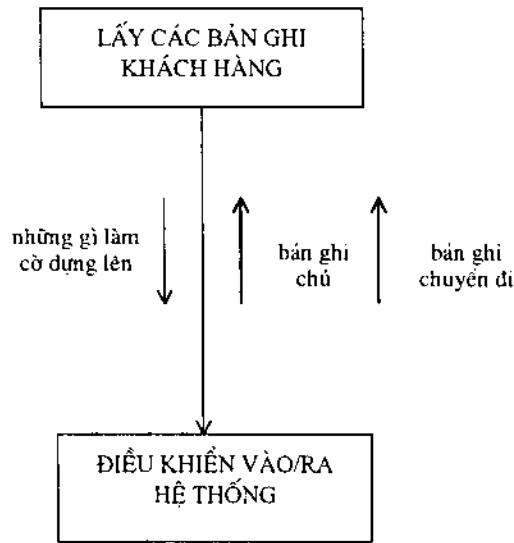 LẤY CÁC BẢN GHI
KHÁCH HÀNG
những gì làm
cờ dựng lên
bản ghi
chủ
bản ghi
chuyển đi
ĐIỀU KHIỂN VÀO/RA
HỆ THỐNG